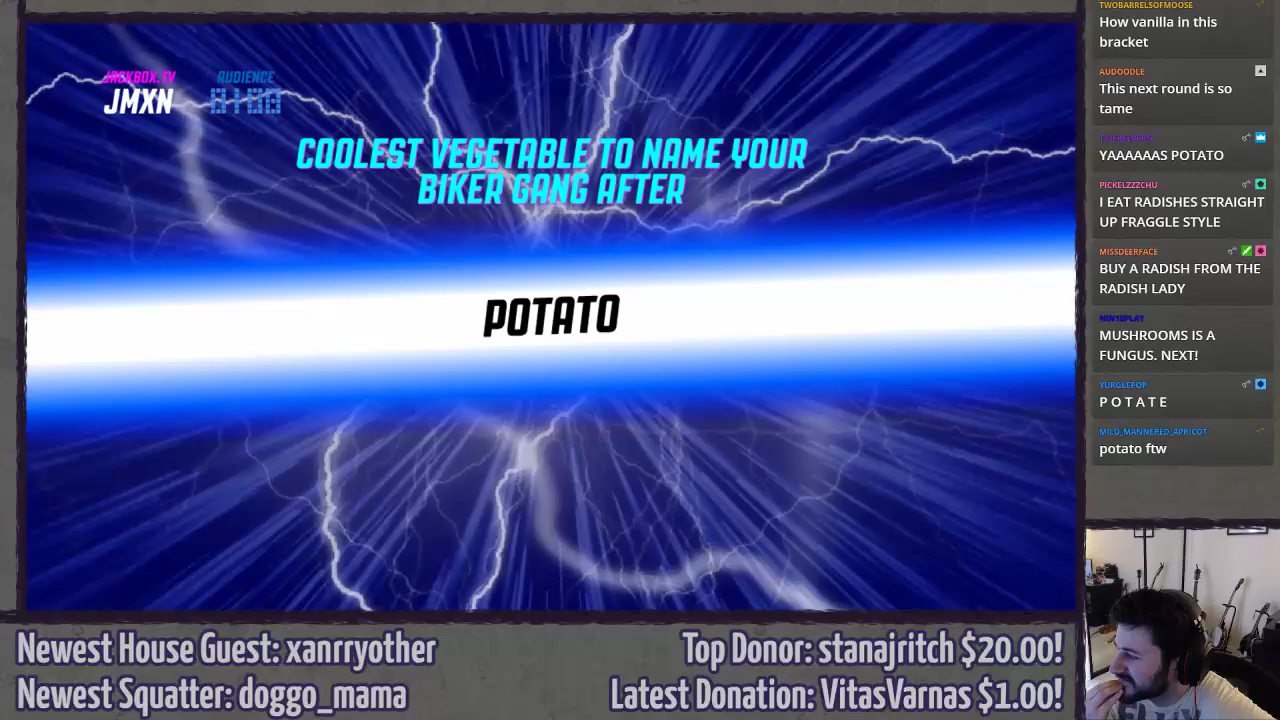 JACKBOX.TV
JMXN
AUDIENCE
COOLEST VEGETABLE TO NAME YOUR
BIKER GANG AFTER
POTATO
TWOBARRELSOFMOOSE
How vanilla in this
bracket
AUDOODLE
This next round is so
tame
YAAAAAAS POTATO
PICKELZZZCHU
I EAT RADISHES STRAIGHT
UP FRAGGLE STYLE
MISSDEERFACE
BUY A RADISH FROM THE
RADISH LADY
MUSHROOMS IS A
FUNGUS. NEXT!
YURGLEPOP
P O T A T E
MILD_MANNERED_APRICOT
potato ftw
Newest House Guest: xanrryother
Top Donor: stanajritch $20.00!
Newest Squatter: doggo_mama
Latest Donation: VitasVarnas $1.00!